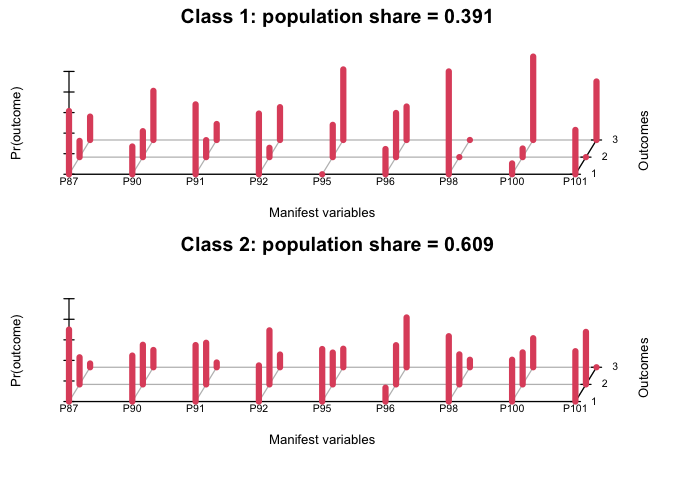 Class 1: population share = 0.391
Pr(outcome)
Outcomes
3
2
1
P87 P90 P91 P92 P95 P96 P98 P100 P101
Manifest variables
Class 2: population share = 0.609
Pr(outcome)
Outcomes
3
2
1
P87 P90 P91 P92 P95 P96 P98 P100 P101
Manifest variables